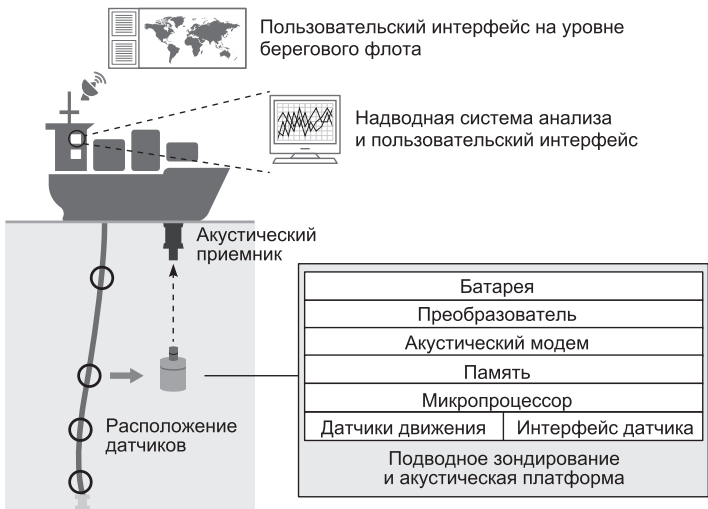 Пользовательский интерфейс на уровне
берегового флота
Надводная система анализа
и пользовательский интерфейс
Акустический
приемник
Батарея
Преобразователь
Акустический модем
Память
Микропроцессор
Датчики движения
Интерфейс датчика
Подводное зондирование
и акустическая платформа
Расположение
датчиков